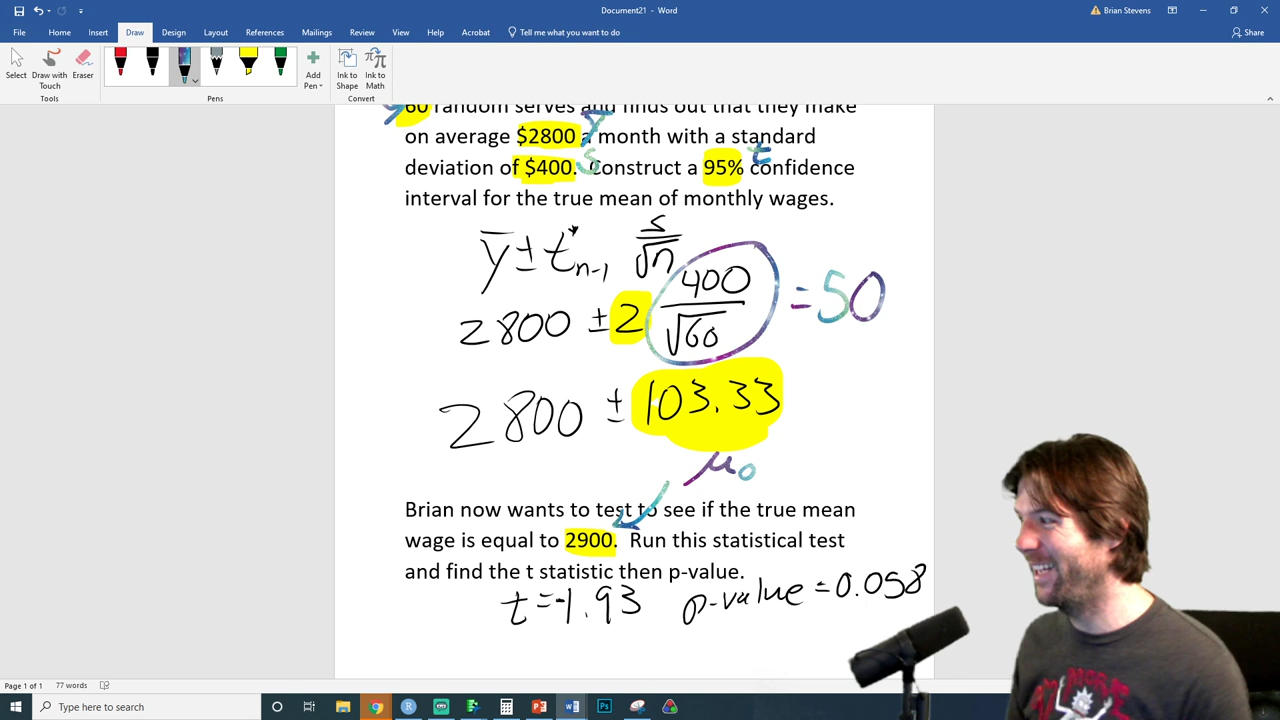 Document21 - Word
Brian Stevens
File Home Insert Draw Design Layout References Mailings Review View Help Acrobat Tell me what you want to do Share
Select Draw with Touch Eraser Add Pen Ink to Shape Ink to Math
Tools Pens Convert
60 random serves and finds out that they make
on average $2800 a month with a standard
deviation of $400. Construct a 95% confidence
interval for the true mean of monthly wages.
ȳ ± t*n-1 s/√n
2800 ± 2 400/√60 = 50
2800 ± 103.33
μ0
Brian now wants to test to see if the true mean
wage is equal to 2900. Run this statistical test
and find the t statistic then p-value.
t = -1.93 p-value = 0.058
Page 1 of 1 77 words
Type here to search